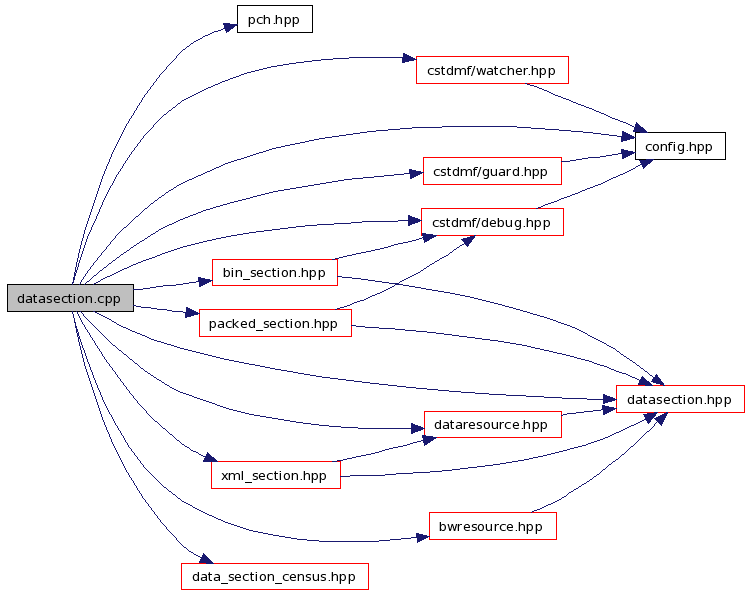 pch.hpp
cstdmf/watcher.hpp
config.hpp
cstdmf/guard.hpp
cstdmf/debug.hpp
bin_section.hpp
datasection.cpp
packed_section.hpp
datasection.hpp
dataresource.hpp
xml_section.hpp
bwresource.hpp
data_section_census.hpp